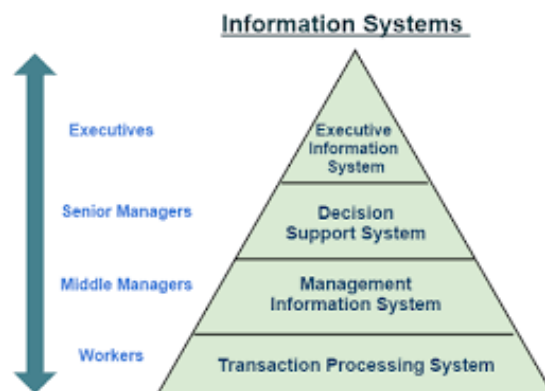 Information Systems
Executives
Executive
Information
System
Senior Managers
Decision
Support System
Middle Managers
Management
Information System
Workers
Transaction Processing System